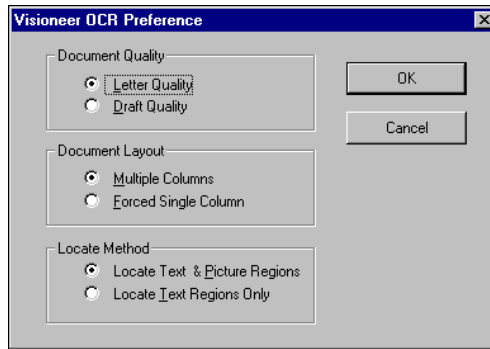 Visioneer OCR Preference
Document Quality
Letter Quality
Draft Quality
OK
Cancel
Document Layout
Multiple Columns
Forced Single Column
Locate Method
Locate Text & Picture Regions
Locate Text Regions Only